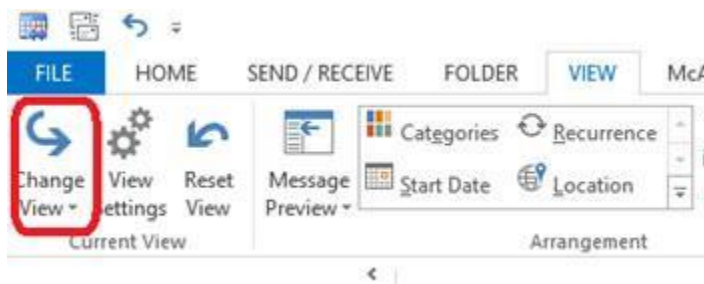 FILE HOME SEND / RECEIVE FOLDER VIEW McA
Change View View Settings Reset View Message Preview Categories Recurrence
Start Date Location
Current View Arrangement